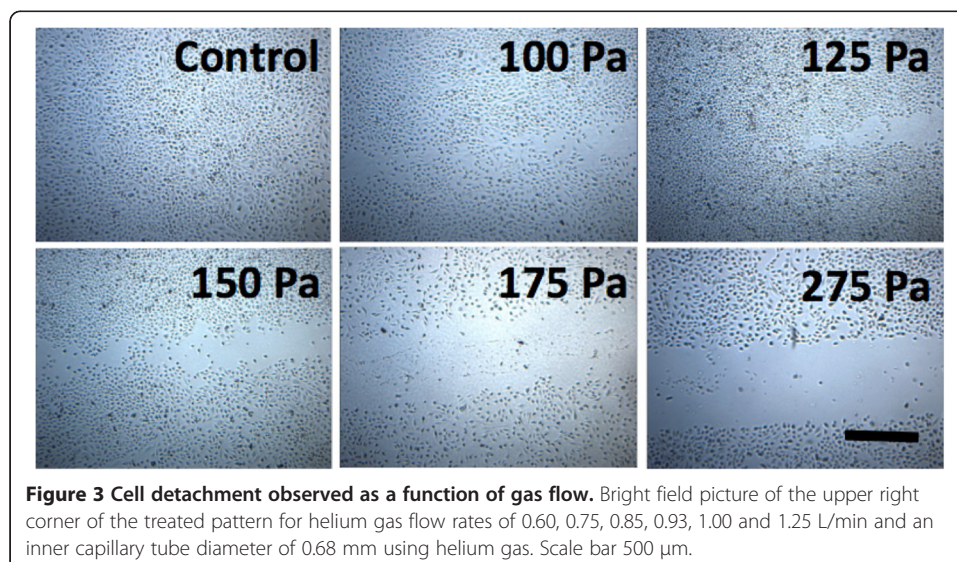 Control
100 Pa
125 Pa
150 Pa
175 Pa
275 Pa
Figure 3 Cell detachment observed as a function of gas flow. Bright field picture of the upper right
corner of the treated pattern for helium gas flow rates of 0.60, 0.75, 0.85, 0.93, 1.00 and 1.25 L/min and an
inner capillary tube diameter of 0.68 mm using helium gas. Scale bar 500 μm.